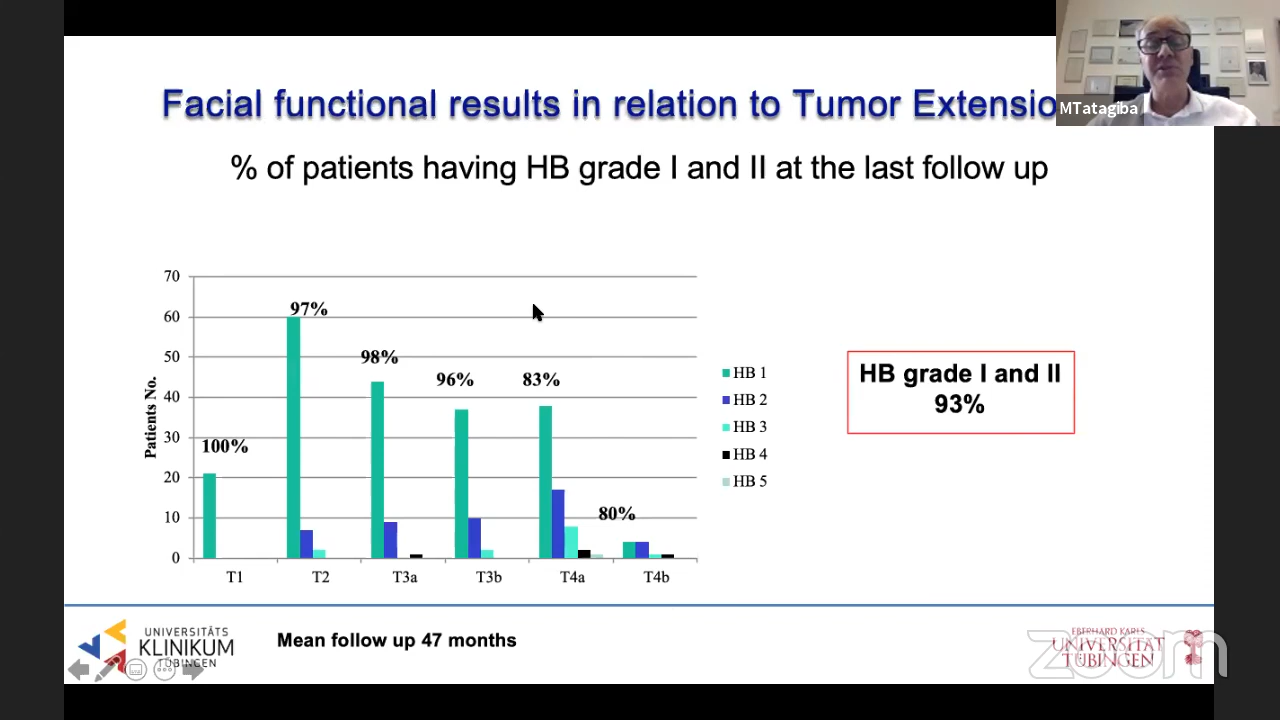 Facial functional results in relation to Tumor Extensio
MTatagiba
% of patients having HB grade I and II at the last follow up
Patients No.
70
60
50
40
30
20
10
0
100%
97%
98%
96%
83%
80%
T1
T2
T3a
T3b
T4a
T4b
HB 1
HB 2
HB 3
HB 4
HB 5
HB grade I and II
93%
UNIVERSITÄTS
KLINIKUM
TÜBINGEN
Mean follow up 47 months
EBERHARD KARLS
UNIVERSITÄT
TÜBINGEN
zoom